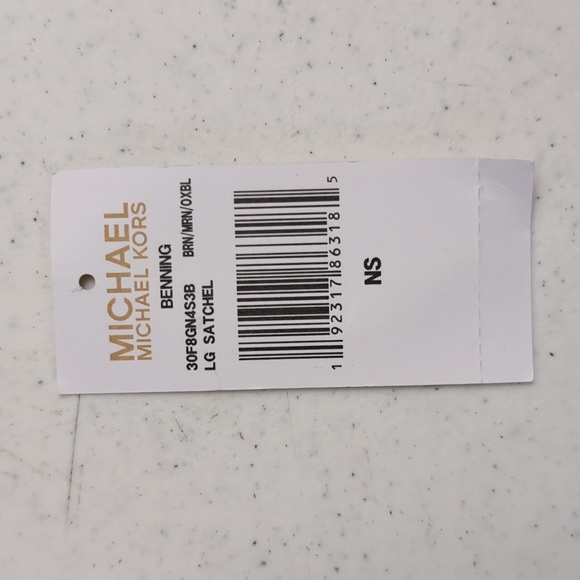 MICHAEL
MICHAEL KORS
BENNING
30F8GN4S3B BRN/MRN/OXBL
LG SATCHEL
1 92317 86318 5
NS